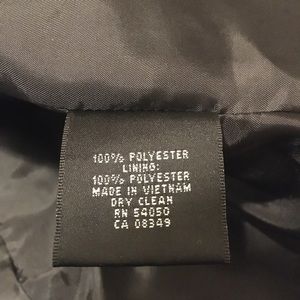 100% POLYESTER
LINING:
100% POLYESTER
MADE IN VIETNAM
DRY CLEAN
RN 54050
CA 08349